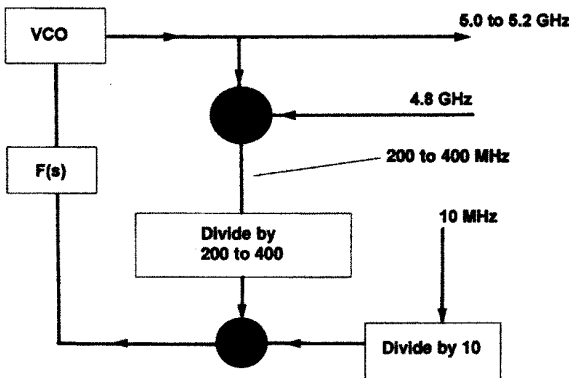 VCO
5.0 to 5.2 GHz
4.8 GHz
200 to 400 MHz
F(s)
Divide by
200 to 400
10 MHz
Divide by 10